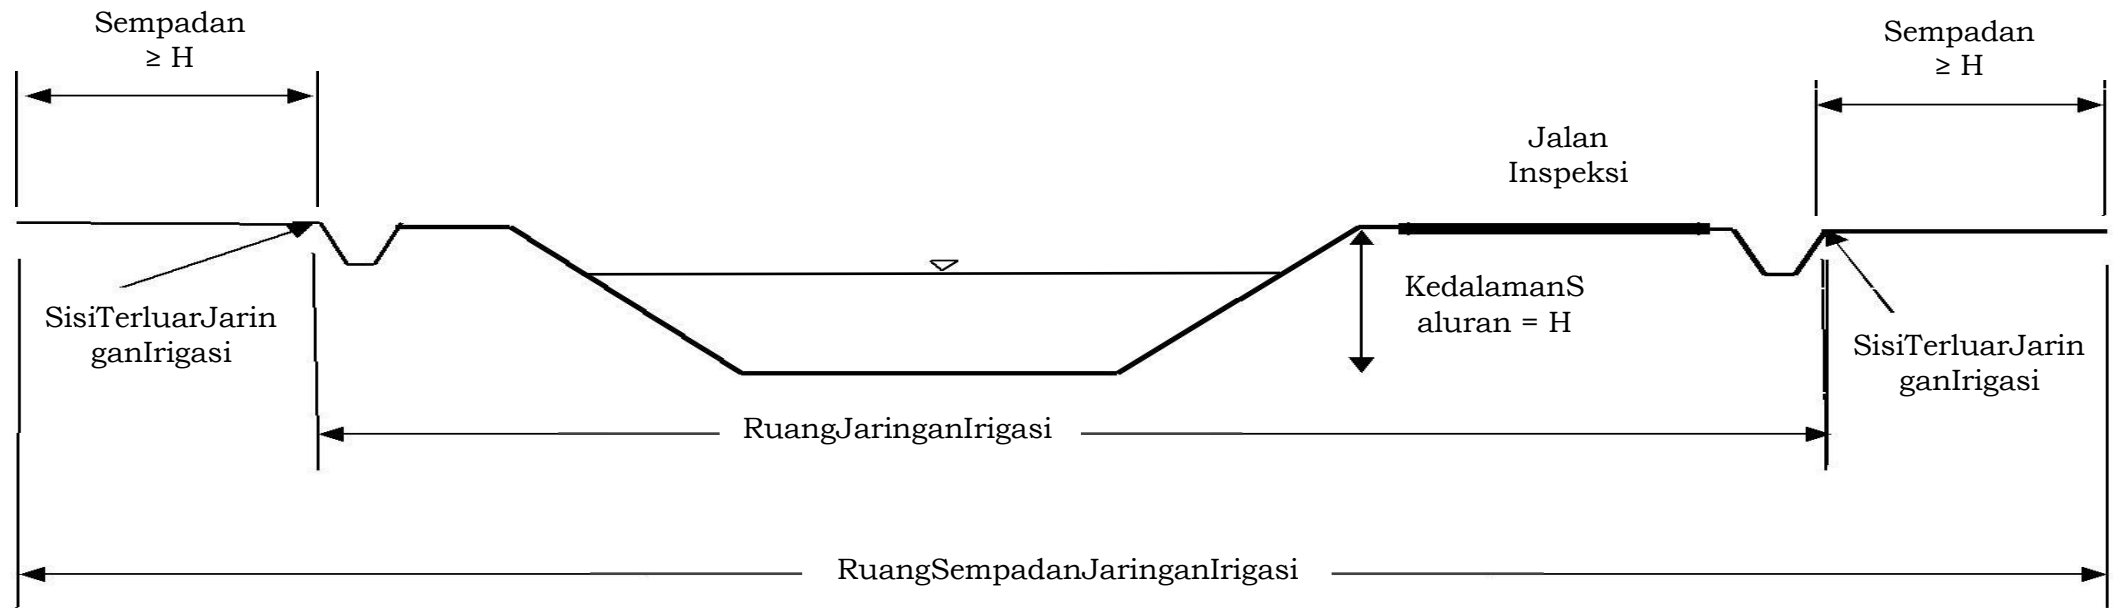 Sempadan
≥ H
Sempadan
≥ H
Jalan
Inspeksi
KedalamanS
aluran = H
SisiTerluarJarin
ganIrigasi
SisiTerluarJarin
ganIrigasi
RuangJaringanIrigasi
RuangSempadanJaringanIrigasi